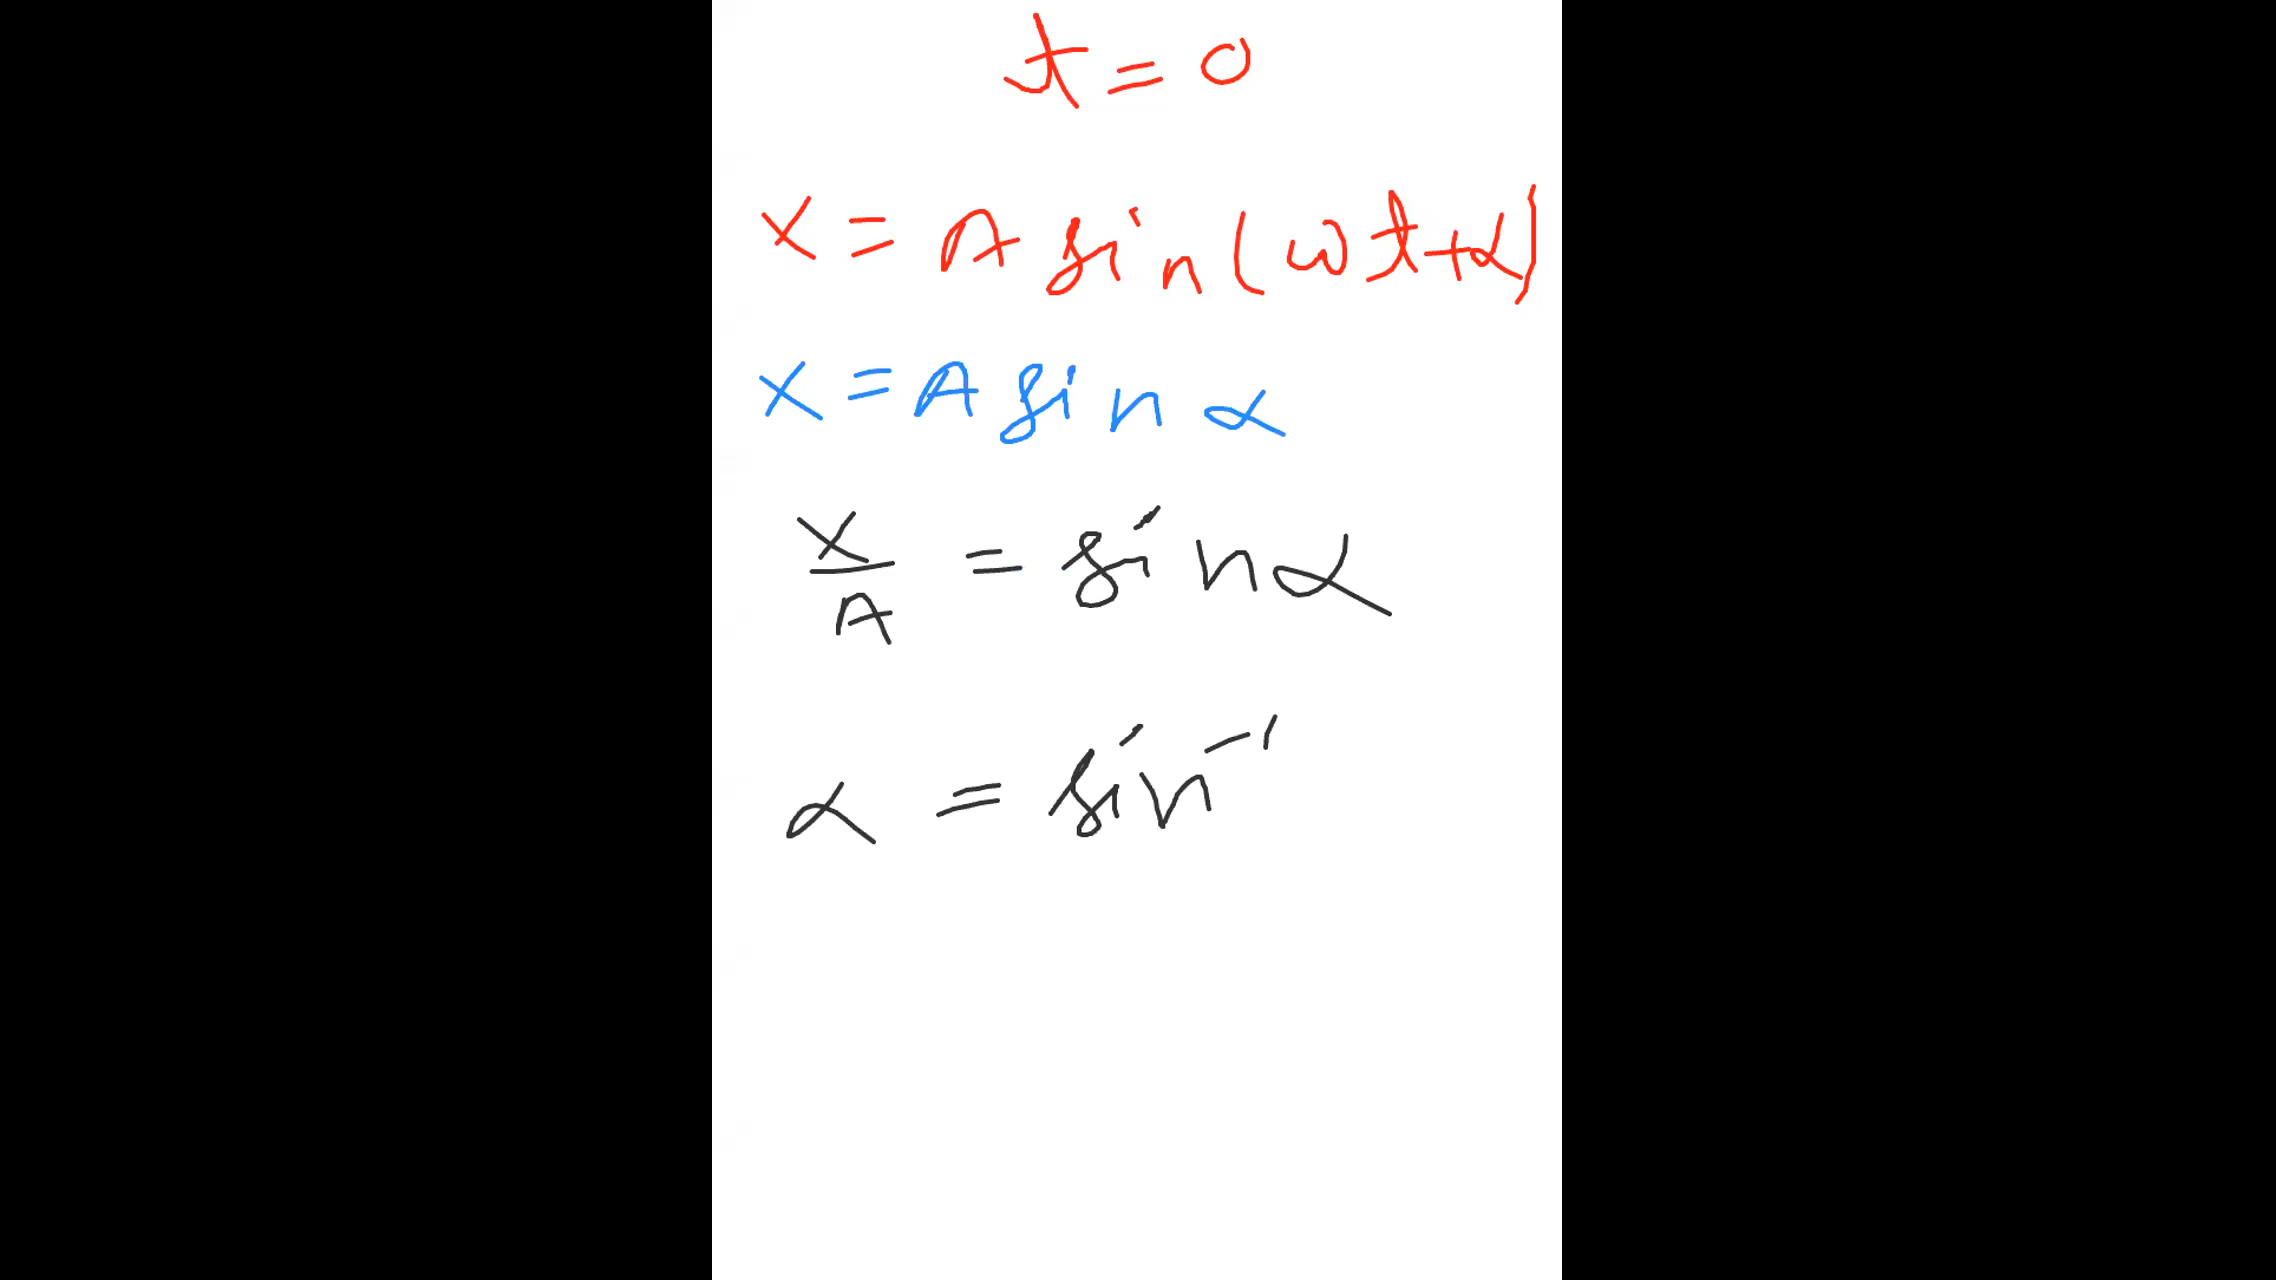 t = 0
x = A sin(ωt+α)
x = A sin α
x/A = sin α
α = sin⁻¹